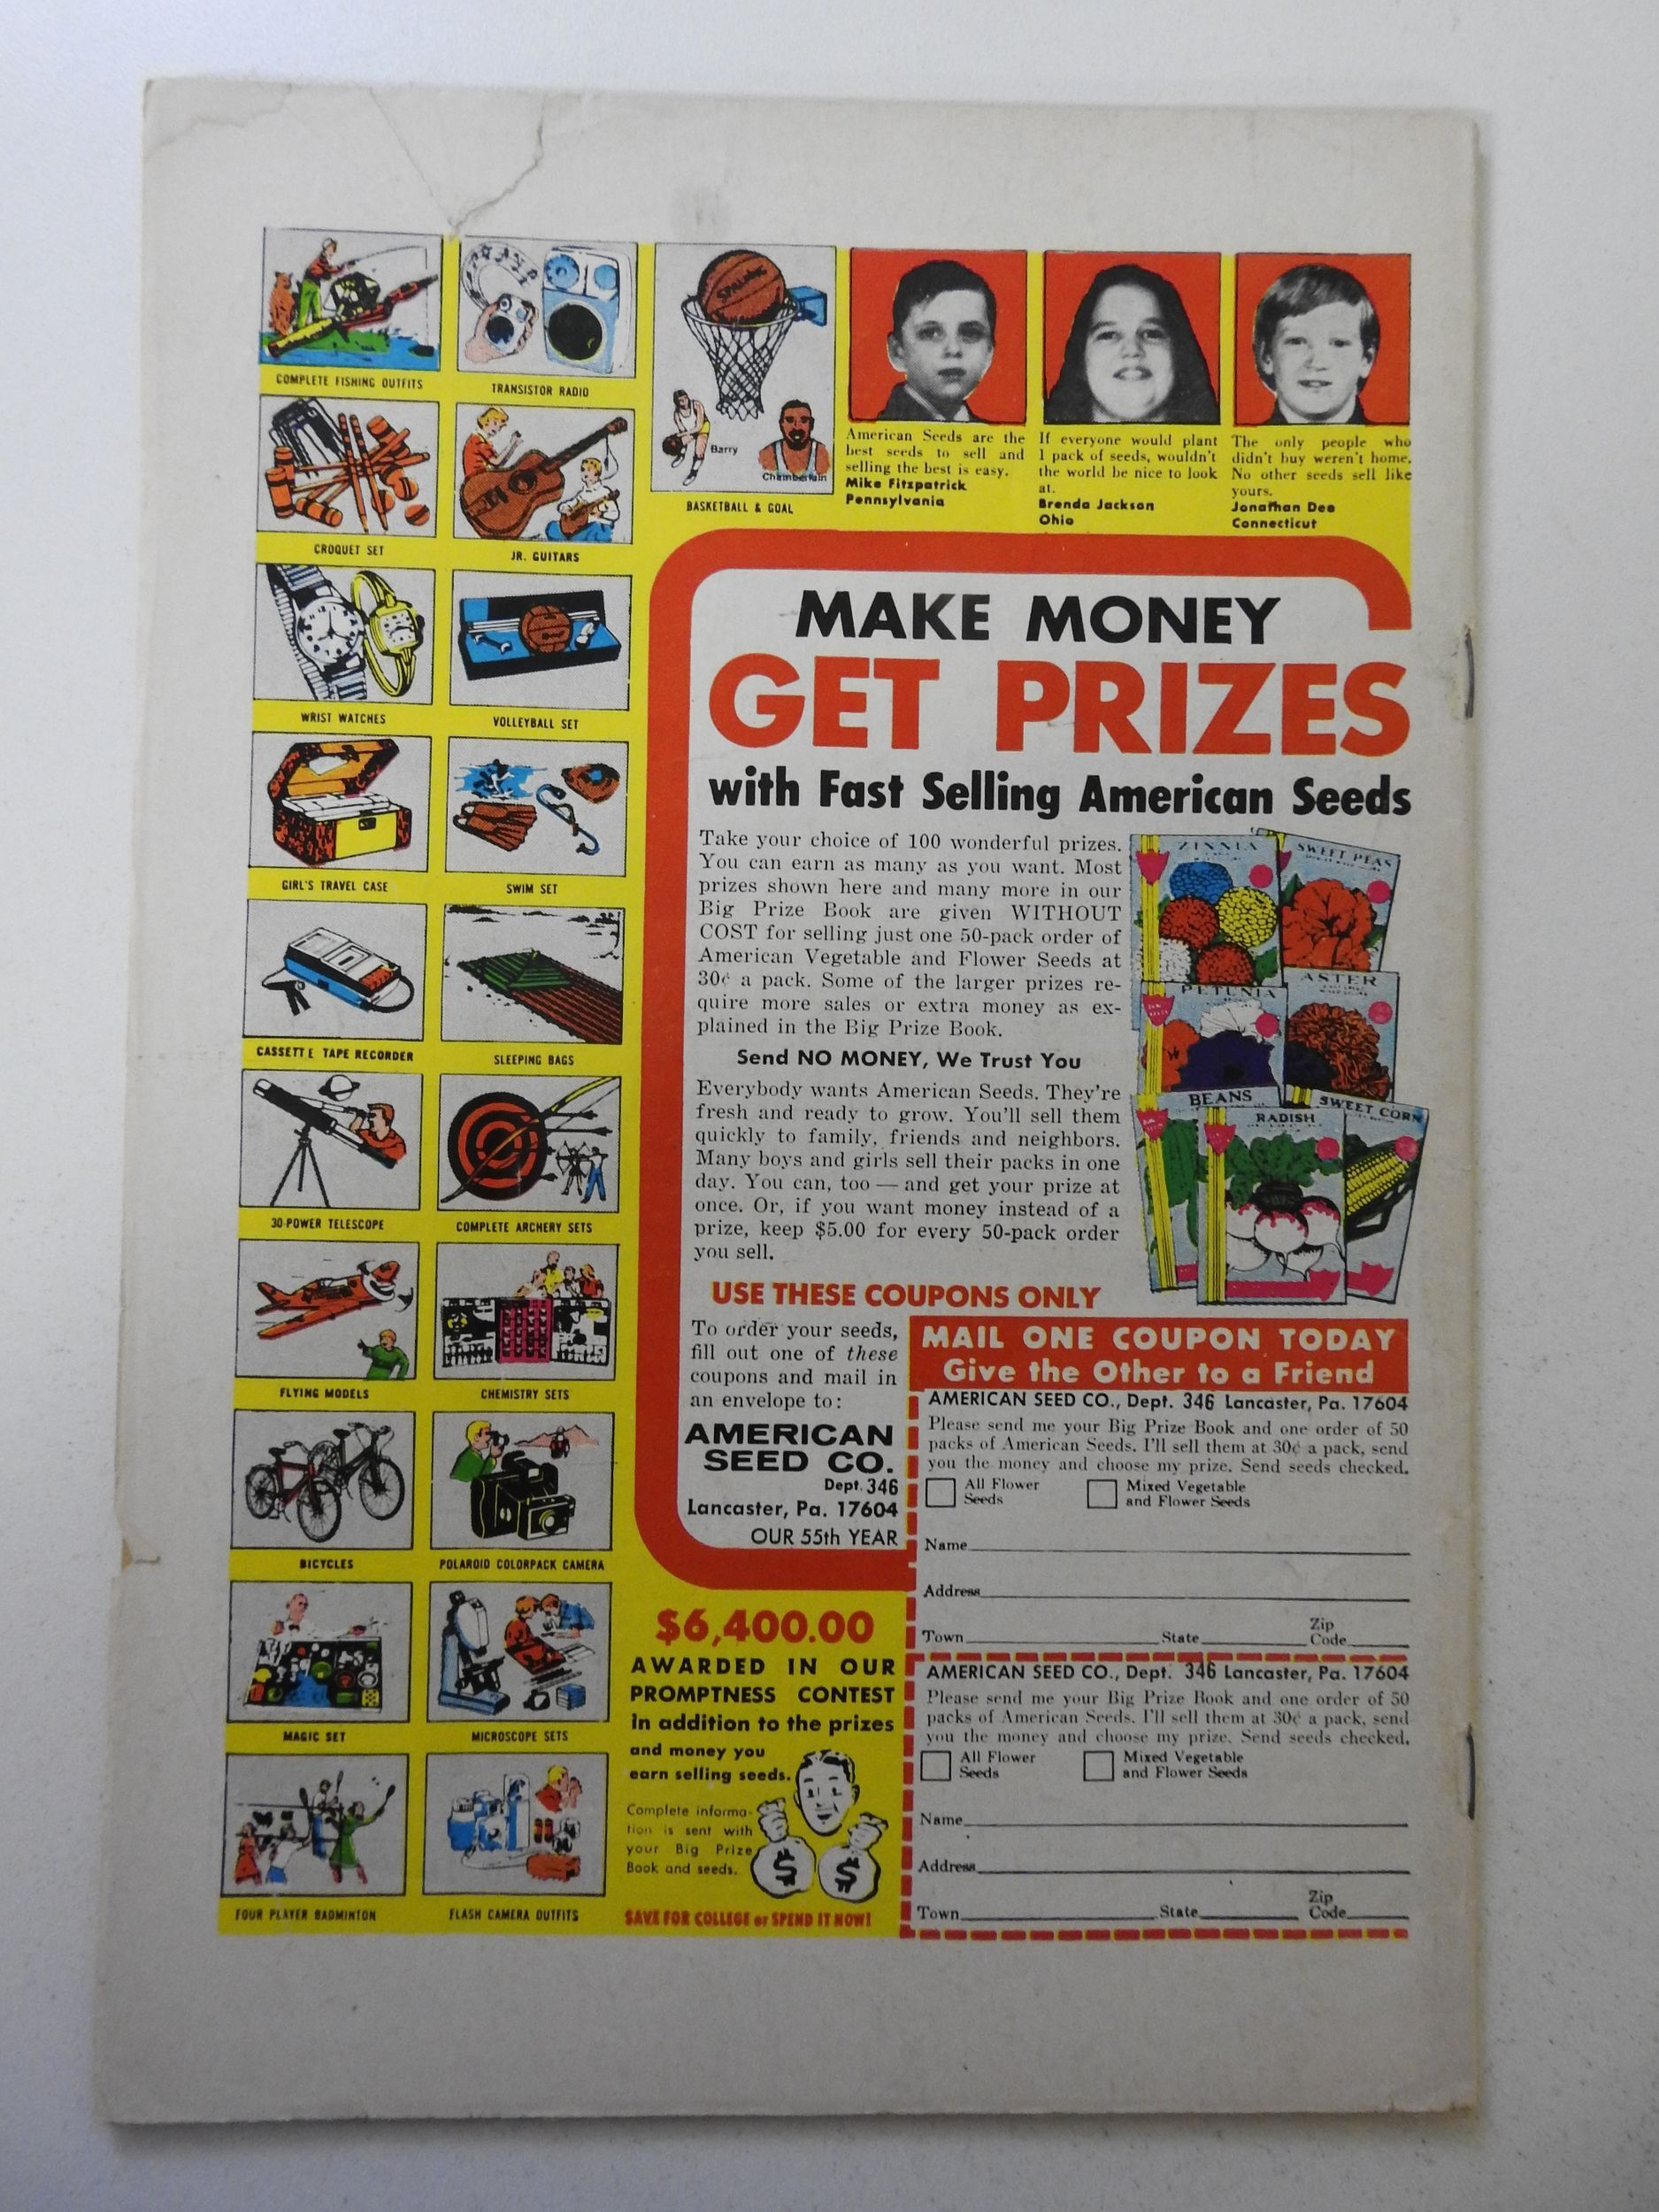 COMPLETE FISHING OUTFITS
TRANSISTOR RADIO
SPALDING
Barry
Chamberlain
BASKETBALL & GOAL
American Seeds are the
best seeds to sell and
selling the best is easy.
Mike Fitzpatrick
Pennsylvania
If everyone would plant
1 pack of seeds, wouldn't
the world be nice to look
at.
Brenda Jackson
Ohio
The only people who
didn't buy weren't home.
No other seeds sell like
yours.
Jonathan Dee
Connecticut
CROQUET SET
JR. GUITARS
WRIST WATCHES
VOLLEYBALL SET
GIRL'S TRAVEL CASE
SWIM SET
CASSETTE TAPE RECORDER
SLEEPING BAGS
30-POWER TELESCOPE
COMPLETE ARCHERY SETS
FLYING MODELS
CHEMISTRY SETS
BICYCLES
POLAROID COLORPACK CAMERA
MAGIC SET
MICROSCOPE SETS
FOUR PLAYER BADMINTON
FLASH CAMERA OUTFITS
MAKE MONEY
GET PRIZES
with Fast Selling American Seeds
Take your choice of 100 wonderful prizes.
You can earn as many as you want. Most
prizes shown here and many more in our
Big Prize Book are given WITHOUT
COST for selling just one 50-pack order of
American Vegetable and Flower Seeds at
30¢ a pack. Some of the larger prizes re-
quire more sales or extra money as ex-
plained in the Big Prize Book.
Send NO MONEY, We Trust You
Everybody wants American Seeds. They're
fresh and ready to grow. You'll sell them
quickly to family, friends and neighbors.
Many boys and girls sell their packs in one
day. You can, too — and get your prize at
once. Or, if you want money instead of a
prize, keep $5.00 for every 50-pack order
you sell.
ZINNIA
SWEET PEAS
PETUNIA
ASTER
BEANS
RADISH
SWEET CORN
USE THESE COUPONS ONLY
To order your seeds,
fill out one of these
coupons and mail in
an envelope to:
AMERICAN
SEED CO.
Dept. 346
Lancaster, Pa. 17604
OUR 55th YEAR
MAIL ONE COUPON TODAY
Give the Other to a Friend
AMERICAN SEED CO., Dept. 346 Lancaster, Pa. 17604
Please send me your Big Prize Book and one order of 50
packs of American Seeds. I'll sell them at 30¢ a pack, send
you the money and choose my prize. Send seeds checked.
All Flower
Seeds
Mixed Vegetable
and Flower Seeds
Name
Address
Town State Zip
Code
AMERICAN SEED CO., Dept. 346 Lancaster, Pa. 17604
Please send me your Big Prize Book and one order of 50
packs of American Seeds. I'll sell them at 30¢ a pack, send
you the money and choose my prize. Send seeds checked.
All Flower
Seeds
Mixed Vegetable
and Flower Seeds
Name
Address
Town State Zip
Code
$6,400.00
AWARDED IN OUR
PROMPTNESS CONTEST
in addition to the prizes
and money you
earn selling seeds.
Complete informa-
tion is sent with
your Big Prize
Book and seeds.
$ $
SAVE FOR COLLEGE or SPEND IT NOW!